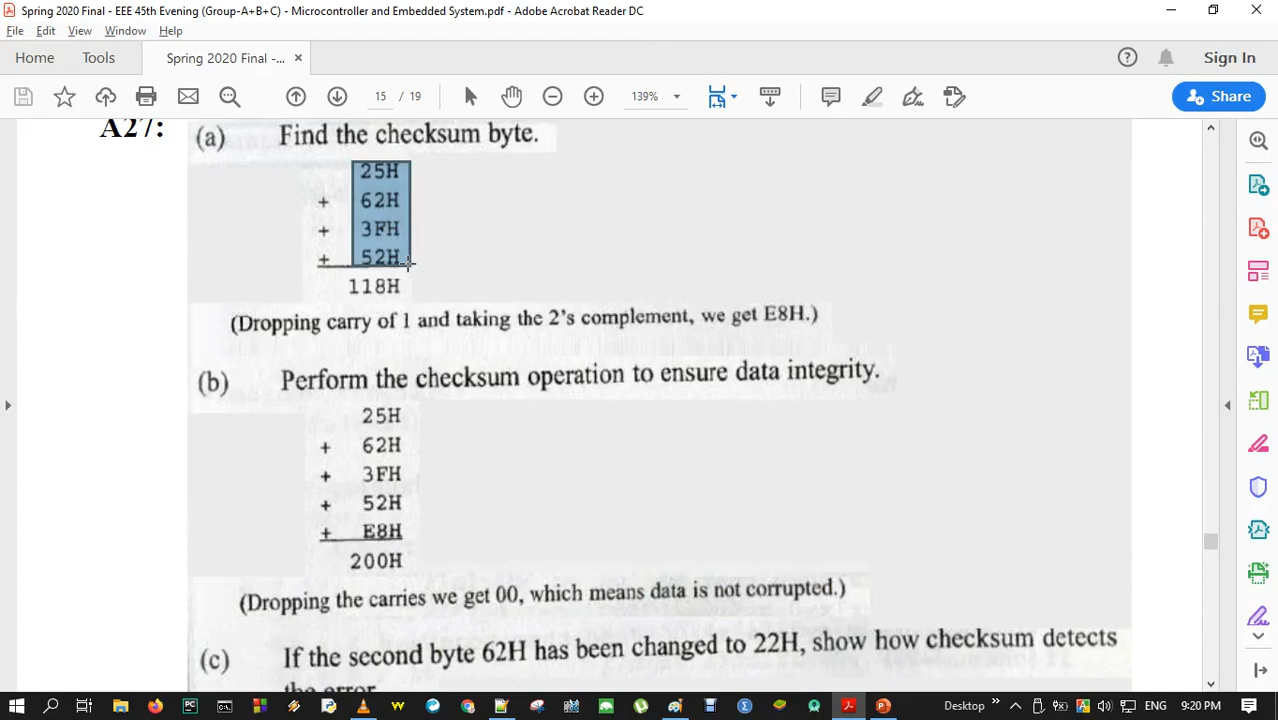 Spring 2020 Final - EEE 45th Evening (Group-A+B+C) - Microcontroller and Embedded System.pdf - Adobe Acrobat Reader DC
File Edit View Window Help
Home Tools Spring 2020 Final -... × Sign In
15 / 19 139% Share
A27: (a) Find the checksum byte.
25H
+ 62H
+ 3FH
+ 52H
118H
(Dropping carry of 1 and taking the 2's complement, we get E8H.)
(b) Perform the checksum operation to ensure data integrity.
25H
+ 62H
+ 3FH
+ 52H
+ E8H
200H
(Dropping the carries we get 00, which means data is not corrupted.)
(c) If the second byte 62H has been changed to 22H, show how checksum detects
the error.
Desktop » ENG 9:20 PM